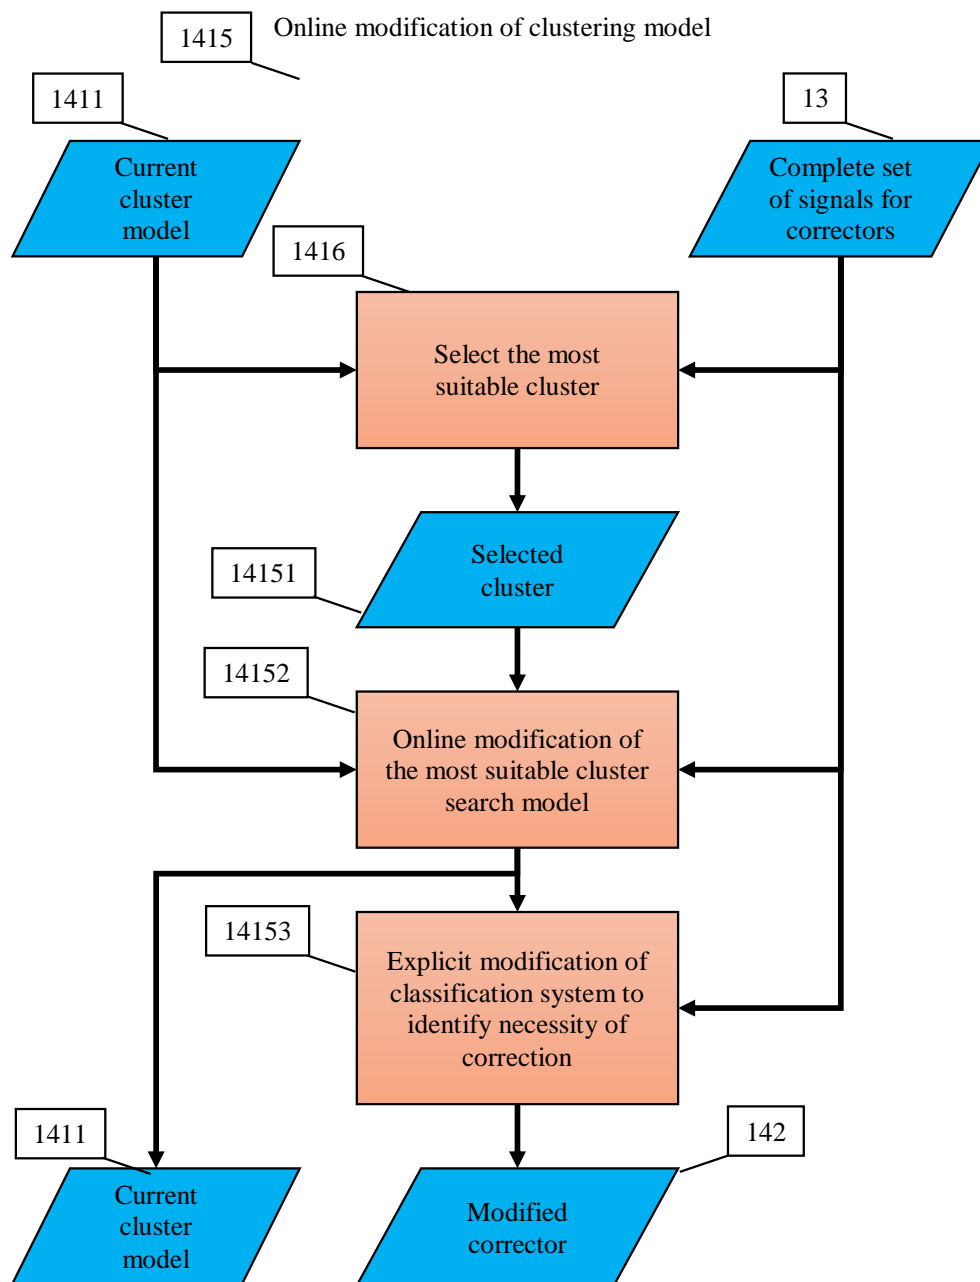 1415
Online modification of clustering model
1411
13
Current
cluster
model
Complete set
of signals for
correctors
1416
Select the most
suitable cluster
14151
Selected
cluster
14152
Online modification of
the most suitable cluster
search model
14153
Explicit modification of
classification system to
identify necessity of
correction
1411
142
Current
cluster
model
Modified
corrector